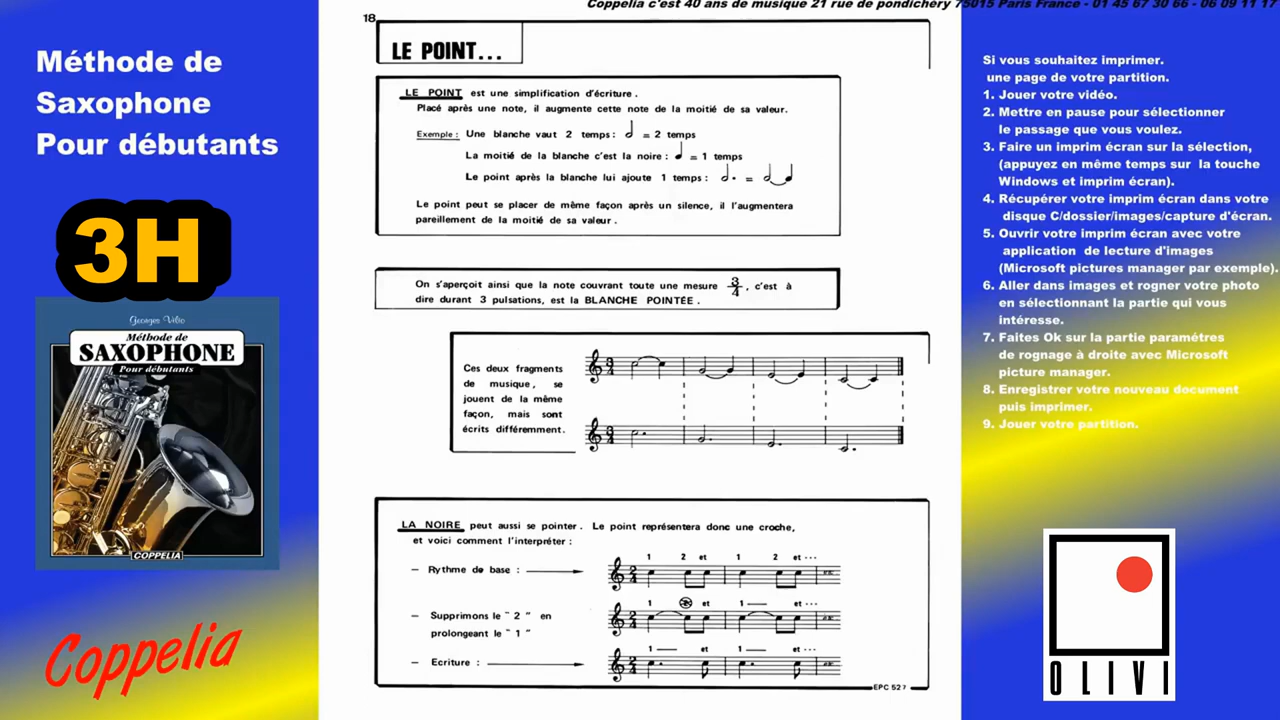 Coppelia c'est 40 ans de musique 21 rue de pondichéry 75015 Paris France - 01 45 67 30 66 - 06 09 11 17
Méthode de
Saxophone
Pour débutants
3H
Georges Vilio
Méthode de
SAXOPHONE
Pour débutants
COPPELIA
Coppelia
18
LE POINT...
LE POINT est une simplification d'écriture.
Placé après une note, il augmente cette note de la moitié de sa valeur.
Exemple : Une blanche vaut 2 temps : = 2 temps
La moitié de la blanche c'est la noire : = 1 temps
Le point après la blanche lui ajoute 1 temps : =
Le point peut se placer de même façon après un silence, il l'augmentera
pareillement de la moitié de sa valeur.
On s'aperçoit ainsi que la note couvrant toute une mesure 3/4, c'est à
dire durant 3 pulsations, est la BLANCHE POINTÉE.
Ces deux fragments
de musique, se
jouent de la même
façon, mais sont
écrits différemment.
3 4
3 4
LA NOIRE peut aussi se pointer. Le point représentera donc une croche,
et voici comment l'interpréter :
1 2 et 1 2 et ...
— Rythme de base :
2 4
1 2 et 1 — et ...
— Supprimons le " 2 " en
prolongeant le " 1 "
2 4
1 — et 1 — et ...
— Ecriture :
2 4
EPC 527
Si vous souhaitez imprimer.
une page de votre partition.
1. Jouer votre vidéo.
2. Mettre en pause pour sélectionner
le passage que vous voulez.
3. Faire un imprim écran sur la sélection,
(appuyez en même temps sur la touche
Windows et imprim écran).
4. Récupérer votre imprim écran dans votre
disque C/dossier/images/capture d'écran.
5. Ouvrir votre imprim écran avec votre
application de lecture d'images
(Microsoft pictures manager par exemple).
6. Aller dans images et rogner votre photo
en sélectionnant la partie qui vous
intéresse.
7. Faites Ok sur la partie paramétres
de rognage à droite avec Microsoft
picture manager.
8. Enregistrer votre nouveau document
puis imprimer.
9. Jouer votre partition.
OLIVI